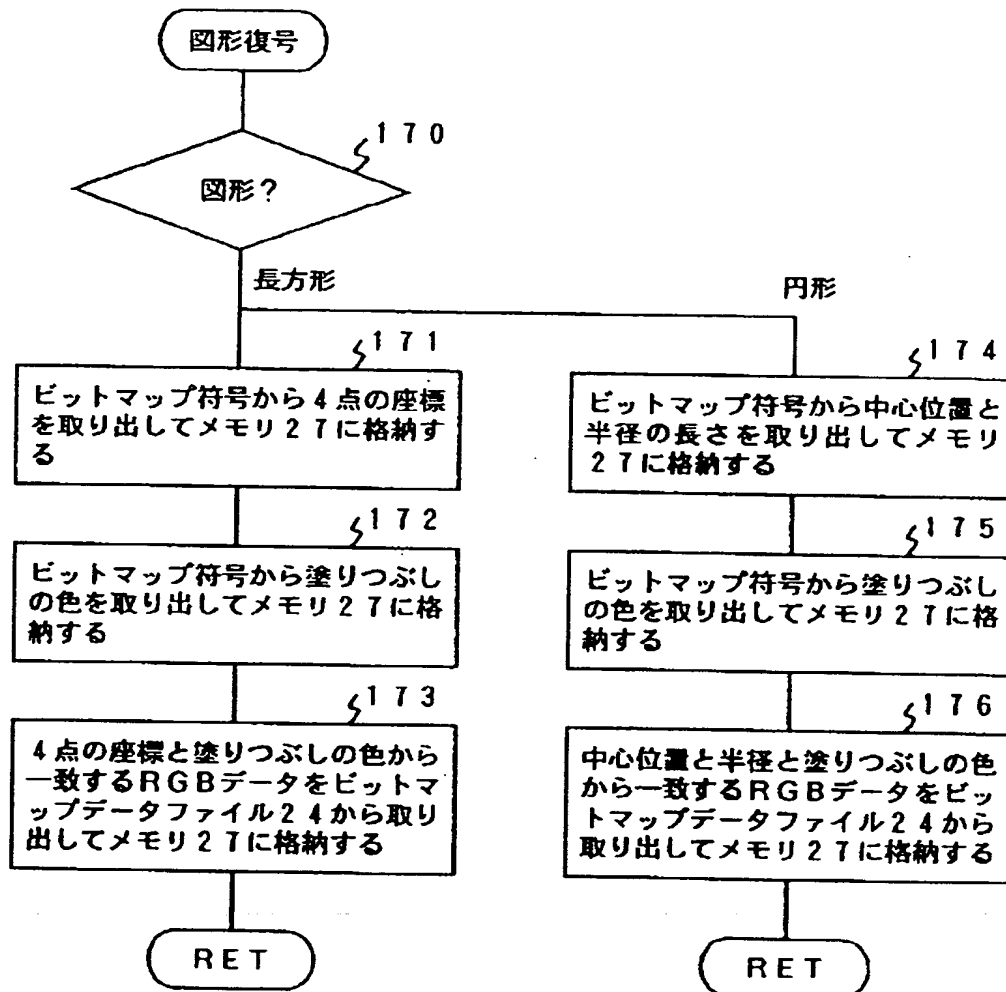 図形復号
170
図形？
長方形
円形
171
ビットマップ符号から4点の座標
を取り出してメモリ27に格納す
る
172
ビットマップ符号から塗りつぶし
の色を取り出してメモリ27に格
納する
173
4点の座標と塗りつぶしの色から
一致するRGBデータをビットマ
ップデータファイル24から取り
出してメモリ27に格納する
RET
174
ビットマップ符号から中心位置と
半径の長さを取り出してメモリ
27に格納する
175
ビットマップ符号から塗りつぶし
の色を取り出してメモリ27に格
納する
176
中心位置と半径と塗りつぶしの色
から一致するRGBデータをビッ
トマップデータファイル24から
取り出してメモリ27に格納する
RET